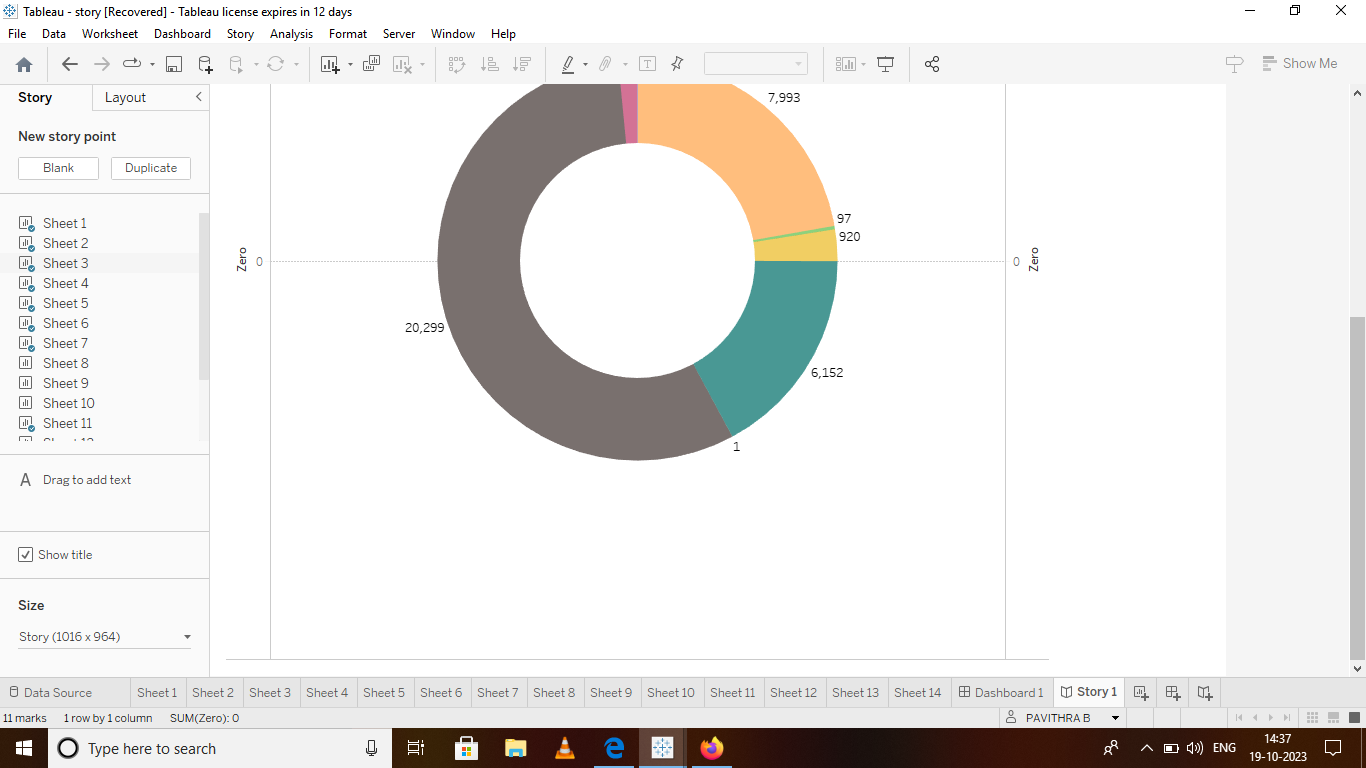 Tableau - story [Recovered] - Tableau license expires in 12 days
File Data Worksheet Dashboard Story Analysis Format Server Window Help
Show Me
Story Layout
New story point
Blank Duplicate
Sheet 1
Sheet 2
Sheet 3
Sheet 4
Sheet 5
Sheet 6
Sheet 7
Sheet 8
Sheet 9
Sheet 10
Sheet 11
A Drag to add text
Show title
Size
Story (1016 x 964)
7,993
97
920
Zero 0
0 Zero
20,299
6,152
1
Data Source Sheet 1 Sheet 2 Sheet 3 Sheet 4 Sheet 5 Sheet 6 Sheet 7 Sheet 8 Sheet 9 Sheet 10 Sheet 11 Sheet 12 Sheet 13 Sheet 14 Dashboard 1 Story 1
11 marks 1 row by 1 column SUM(Zero): 0 PAVITHRA B
Type here to search ENG 14:37
19-10-2023